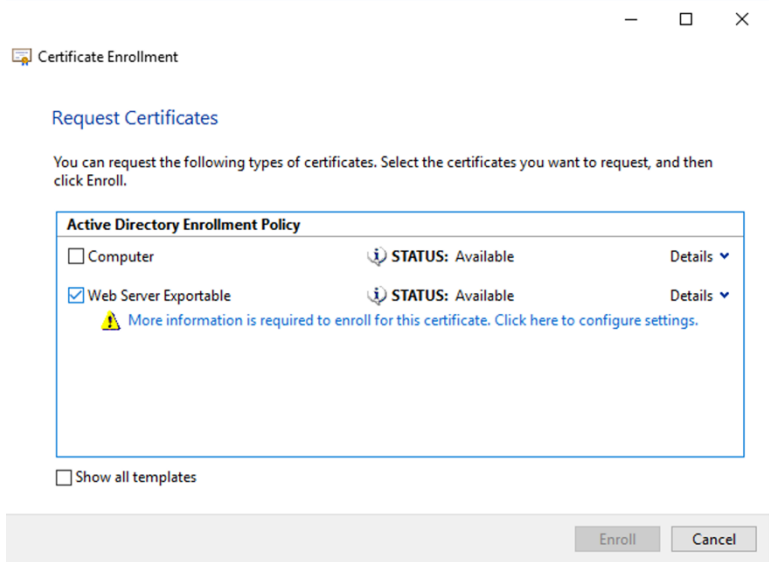 Certificate Enrollment
Request Certificates
You can request the following types of certificates. Select the certificates you want to request, and then
click Enroll.
Active Directory Enrollment Policy
Computer STATUS: Available Details
Web Server Exportable STATUS: Available Details
More information is required to enroll for this certificate. Click here to configure settings.
Show all templates
Enroll Cancel